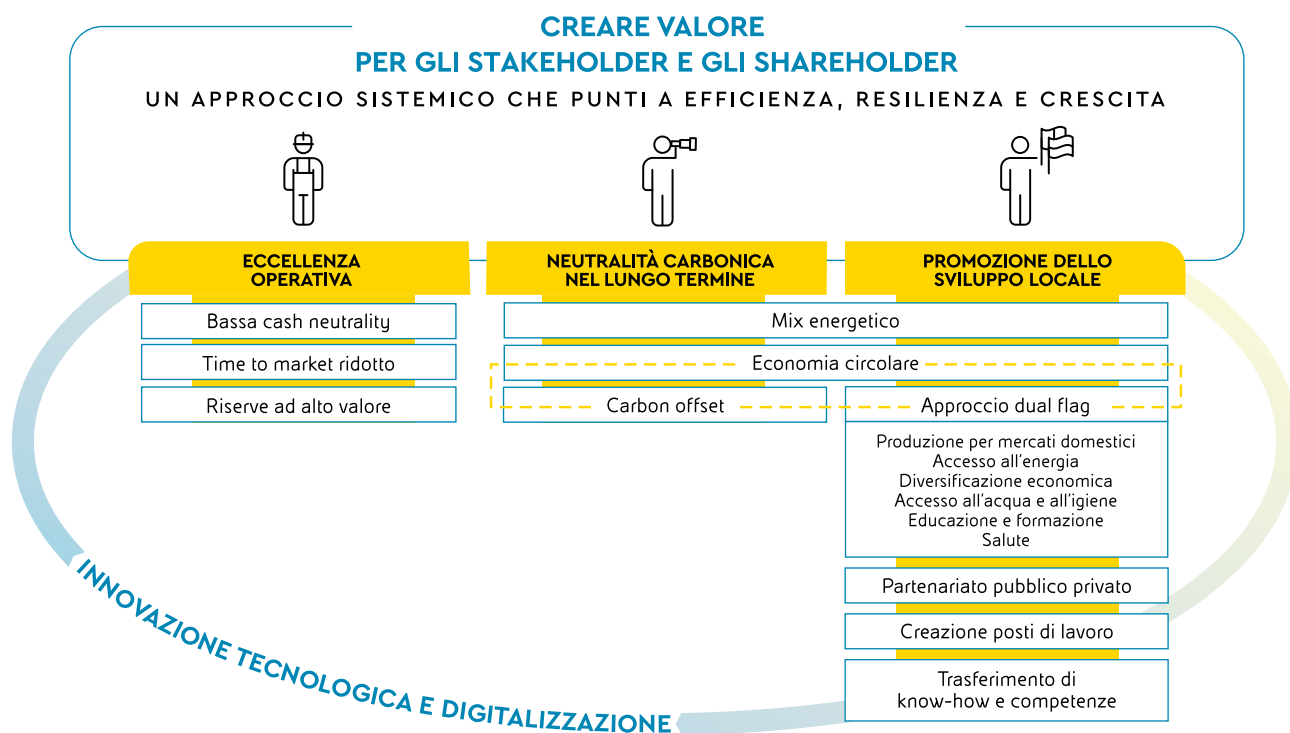 CREARE VALORE
PER GLI STAKEHOLDER E GLI SHAREHOLDER
UN APPROCCIO SISTEMICO CHE PUNTI A EFFICIENZA, RESILIENZA E CRESCITA
ECCELLENZA
OPERATIVA
Bassa cash neutrality
Time to market ridotto
Riserve ad alto valore
NEUTRALITÀ CARBONICA
NEL LUNGO TERMINE
PROMOZIONE DELLO
SVILUPPO LOCALE
Mix energetico
Economia circolare
Carbon offset
Approccio dual flag
Produzione per mercati domestici
Accesso all'energia
Diversificazione economica
Accesso all'acqua e all'igiene
Educazione e formazione
Salute
Partenariato pubblico privato
Creazione posti di lavoro
Trasferimento di
know-how e competenze
INNOVAZIONE TECNOLOGICA E DIGITALIZZAZIONE